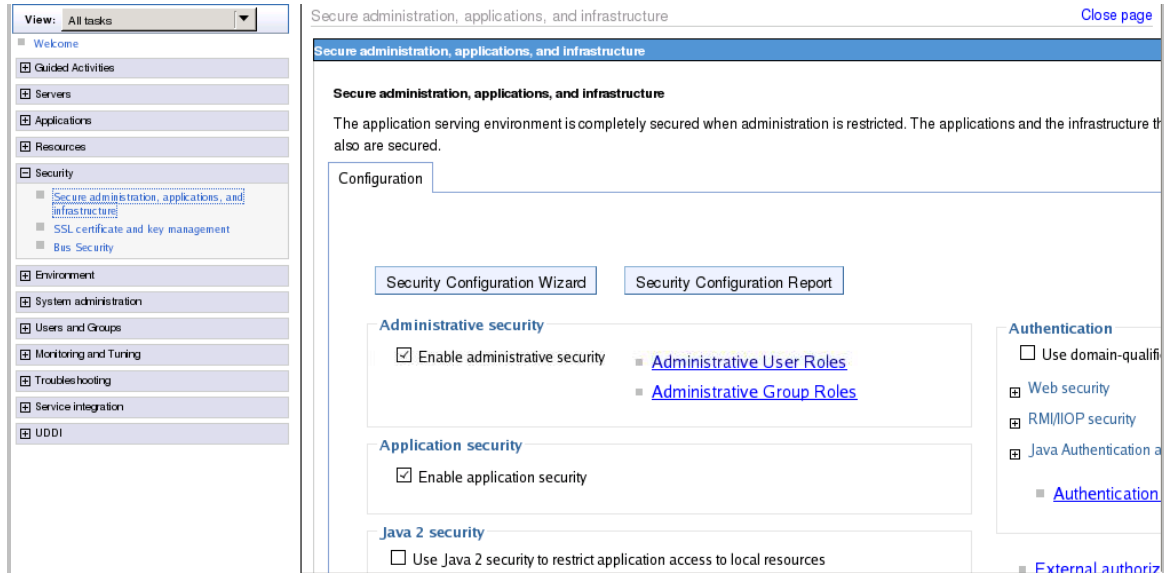 View: All tasks
Welcome
Guided Activities
Servers
Applications
Resources
Security
Secure administration, applications, and
infrastructure
SSL certificate and key management
Bus Security
Environment
System administration
Users and Groups
Monitoring and Tuning
Troubleshooting
Service integration
UDDI
Secure administration, applications, and infrastructure
Close page
Secure administration, applications, and infrastructure
Secure administration, applications, and infrastructure
The application serving environment is completely secured when administration is restricted. The applications and the infrastructure th
also are secured.
Configuration
Security Configuration Wizard
Security Configuration Report
Administrative security
Enable administrative security
Administrative User Roles
Administrative Group Roles
Application security
Enable application security
Java 2 security
Use Java 2 security to restrict application access to local resources
Authentication
Use domain-qualifi
Web security
RMI/IIOP security
Java Authentication a
Authentication
External authoriz